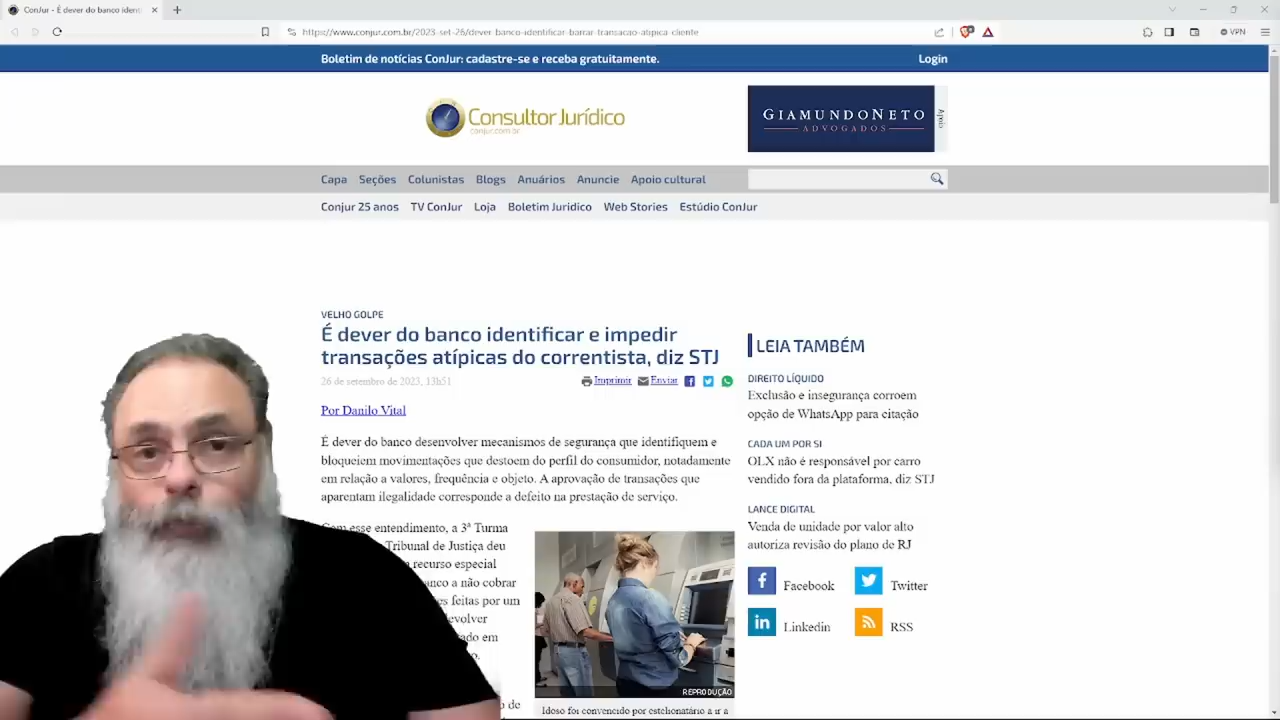 ConJur - É dever do banco ident
https://www.conjur.com.br/2023-set-26/dever-banco-identificar-barrar-transacao-atipica-cliente
VPN
Boletim de notícias ConJur: cadastre-se e receba gratuitamente.
Login
Consultor Jurídico
conjur.com.br
GIAMUNDO NETO
ADVOGADOS
Apoio
Capa Seções Colunistas Blogs Anuários Anuncie Apoio cultural
Conjur 25 anos TV ConJur Loja Boletim Juridico Web Stories Estúdio ConJur
VELHO GOLPE
É dever do banco identificar e impedir
transações atípicas do correntista, diz STJ
26 de setembro de 2023, 13h51
Imprimir Enviar
Por Danilo Vital
É dever do banco desenvolver mecanismos de segurança que identifiquem e
bloqueiem movimentações que destoem do perfil do consumidor, notadamente
em relação a valores, frequência e objeto. A aprovação de transações que
aparentam ilegalidade corresponde a defeito na prestação de serviço.
esse entendimento, a 3ª Turma
Tribunal de Justiça deu
recurso especial
a não cobrar
feitas por um
em
de
REPRODUÇÃO
Idoso foi convencido por estelionatário a ir a
LEIA TAMBÉM
DIREITO LÍQUIDO
Exclusão e insegurança corroem
opção de WhatsApp para citação
CADA UM POR SI
OLX não é responsável por carro
vendido fora da plataforma, diz STJ
LANCE DIGITAL
Venda de unidade por valor alto
autoriza revisão do plano de RJ
Facebook Twitter
Linkedin RSS